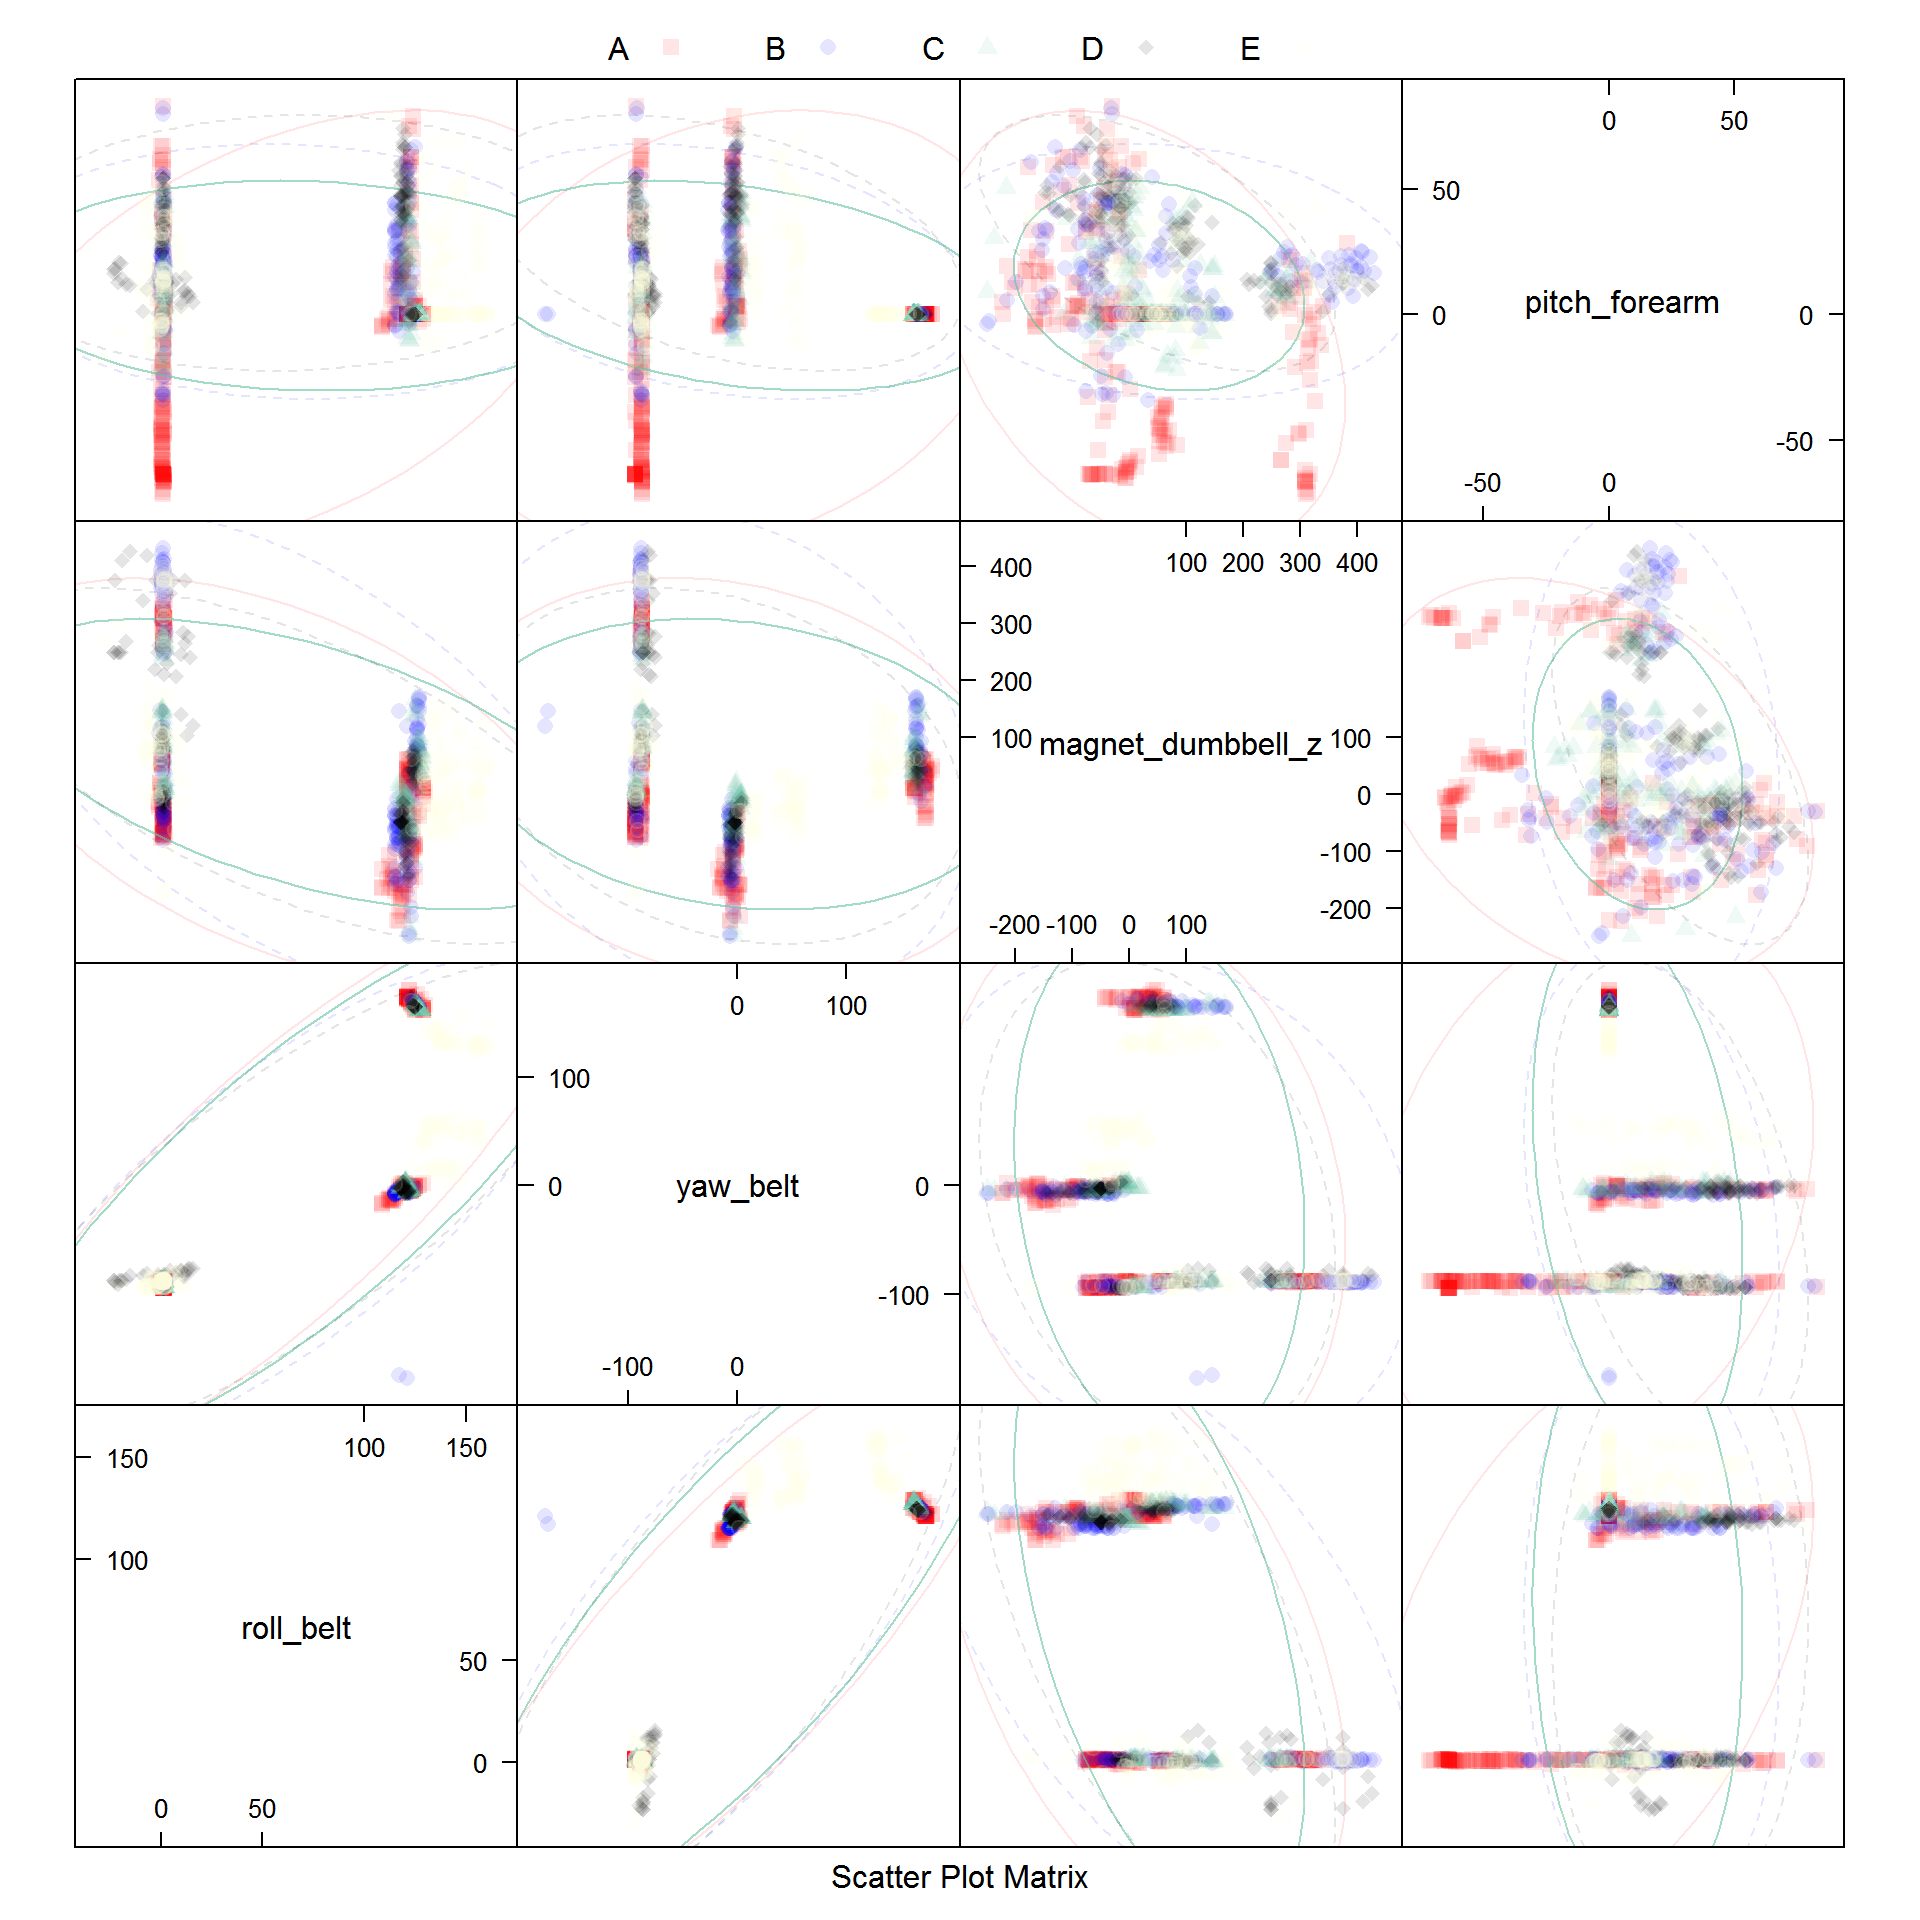 A B C D E
0 50
50
0 pitch_forearm 0
-50
-50 0
400 100 200 300 400
300
200
100 magnet_dumbbell_z 100
0
-100
-200
-200 -100 0 100
0 100
100
0 yaw_belt 0
-100
-100 0
100 150
150
100
roll_belt
50
0
0 50
Scatter Plot Matrix